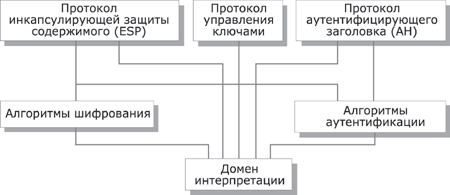 Протокол
инкапсулирующей защиты
содержимого (ESP)
Протокол
управления
ключами
Протокол
аутентифицирующего
заголовка (AH)
Алгоритмы шифрования
Алгоритмы
аутентификации
Домен
интерпретации